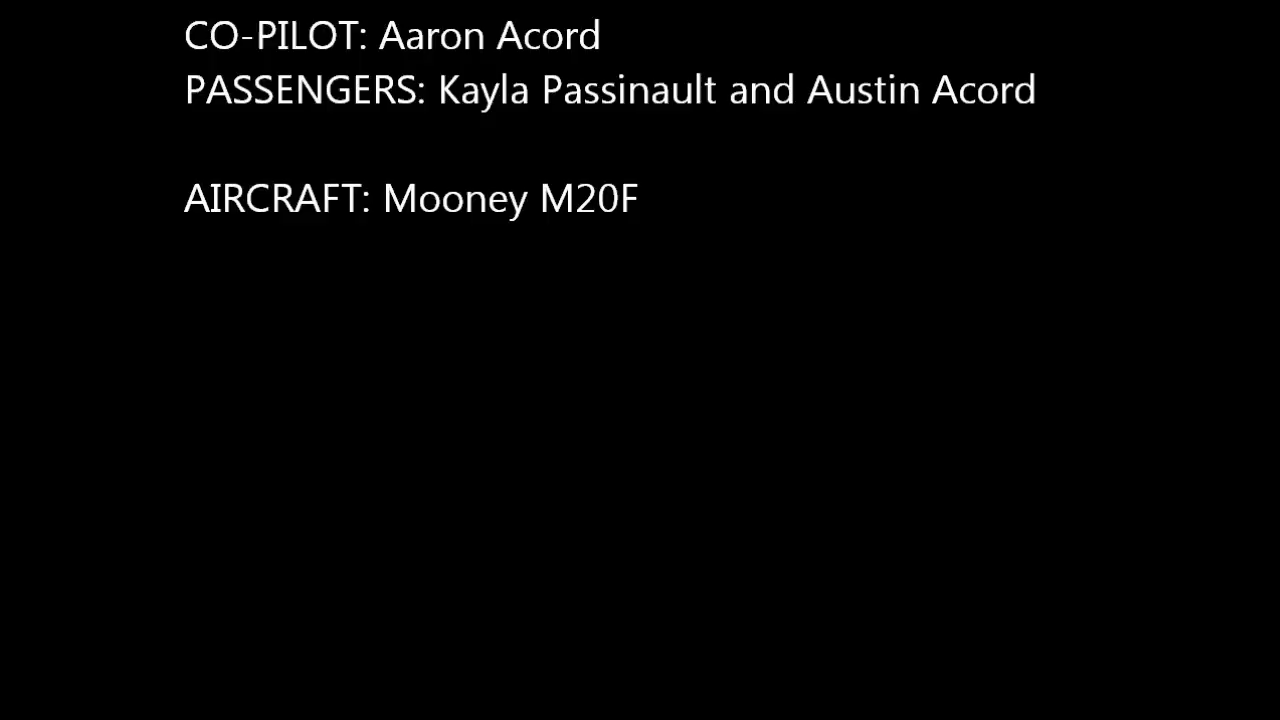 CO-PILOT: Aaron Acord
PASSENGERS: Kayla Passinault and Austin Acord
AIRCRAFT: Mooney M20F